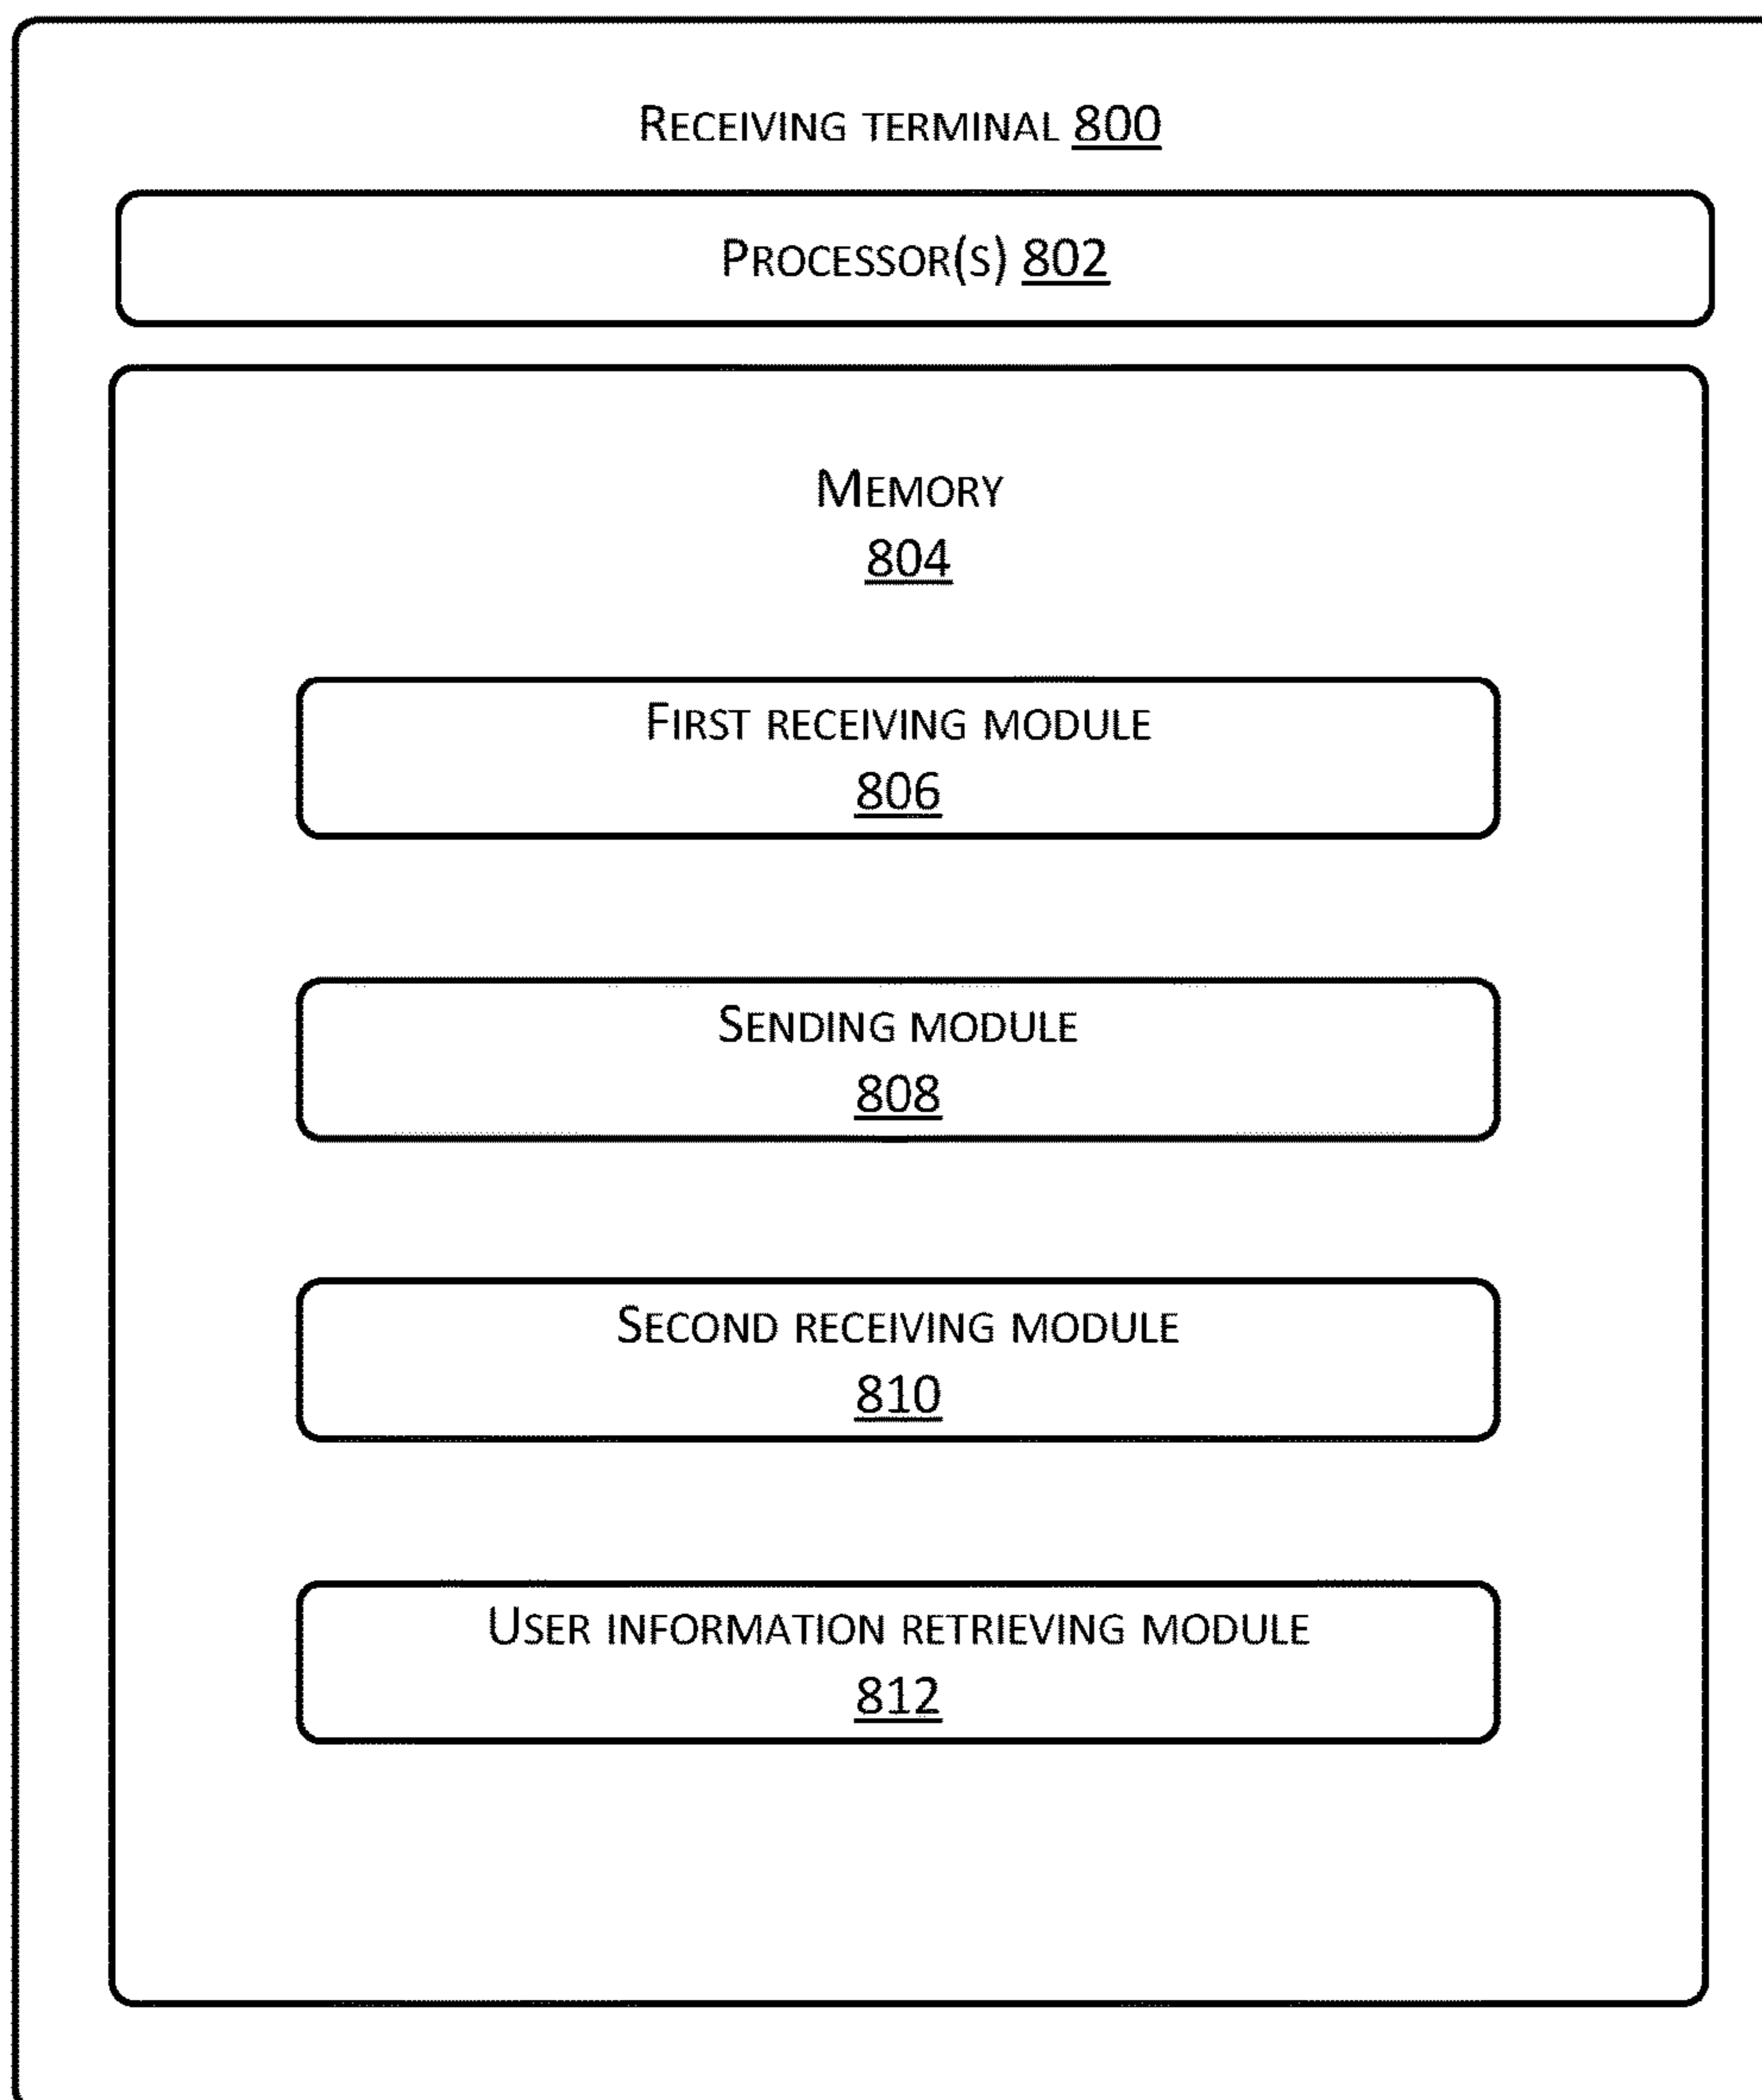 RECEIVING TERMINAL 800
PROCESSOR(S) 802
MEMORY
804
FIRST RECEIVING MODULE
806
SENDING MODULE
808
SECOND RECEIVING MODULE
810
USER INFORMATION RETRIEVING MODULE
812